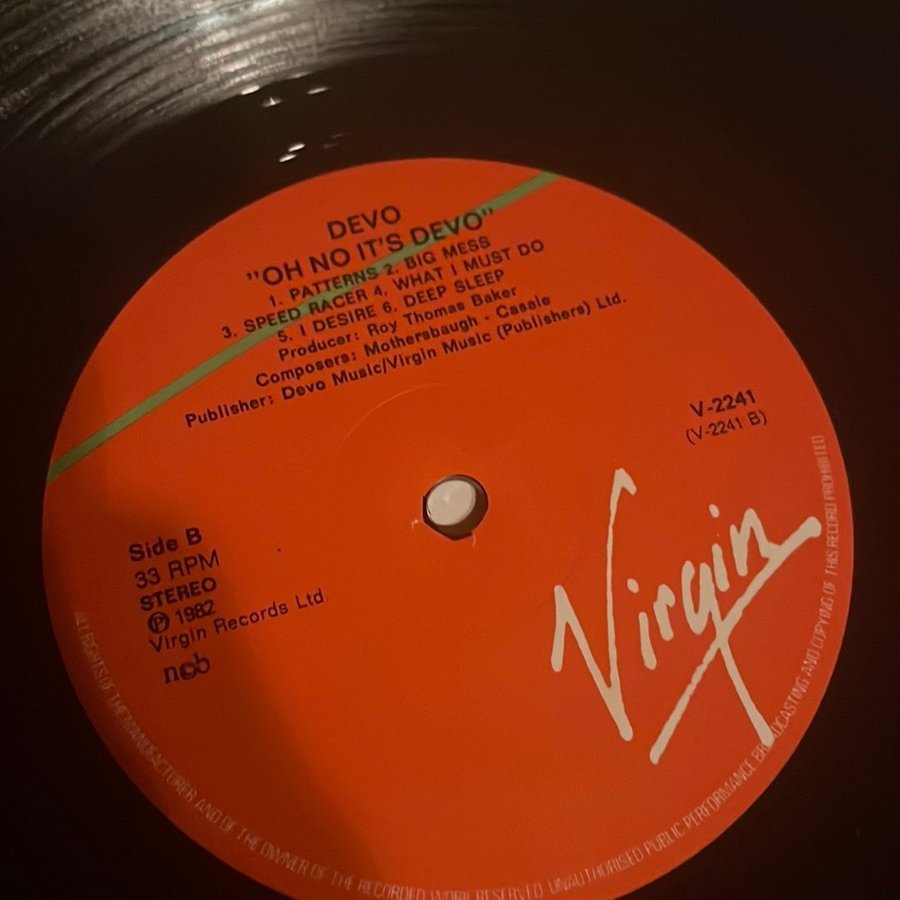 DEVO
"OH NO IT'S DEVO"
1. PATTERNS 2. BIG MESS
3. SPEED RACER 4. WHAT I MUST DO
5. I DESIRE 6. DEEP SLEEP
Producer: Roy Thomas Baker
Composers: Mothersbaugh - Casale
Publisher: Devo Music/Virgin Music (Publishers) Ltd.
V-2241
(V-2241 B)
Side B
33 RPM
STEREO
Ⓟ 1982
Virgin Records Ltd
ncb
Virgin
ALL RIGHTS OF THE MANUFACTURER AND OF THE OWNER OF THE RECORDED WORK RESERVED. UNAUTHORISED PUBLIC PERFORMANCE BROADCASTING AND COPYING OF THIS RECORD PROHIBITED